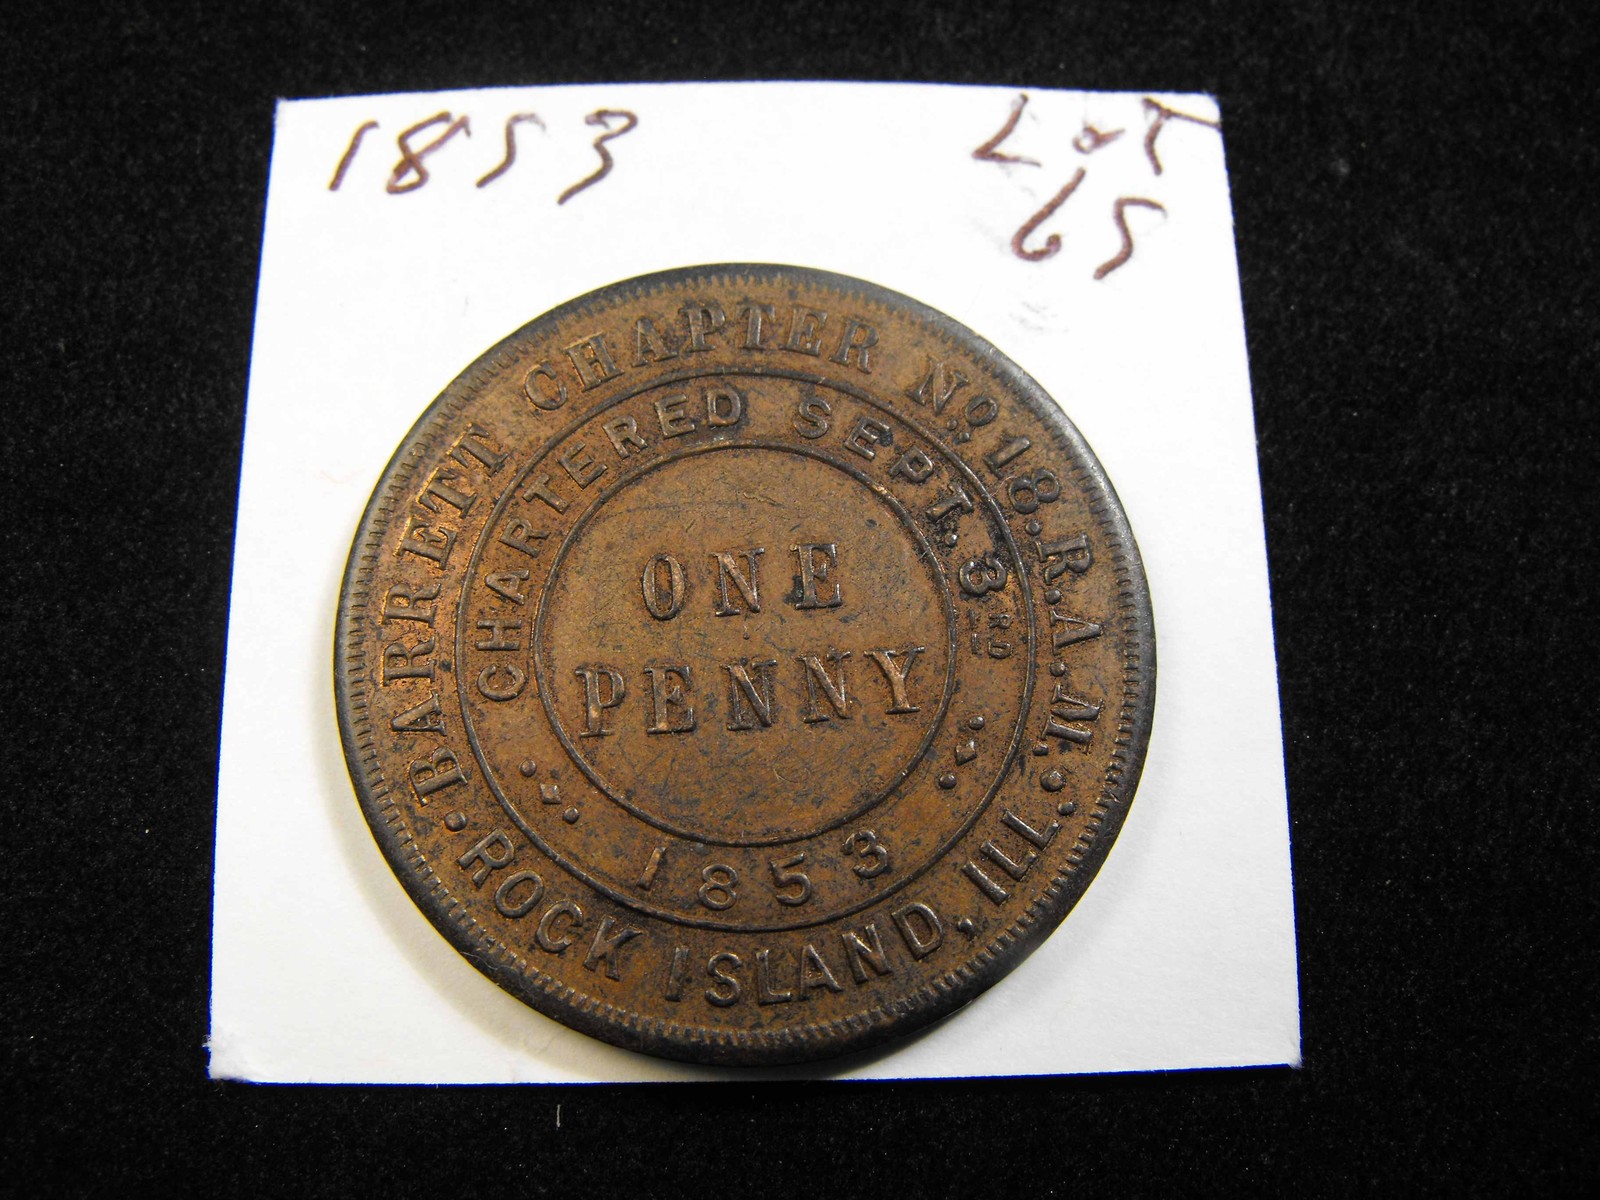 1853
LOT
65
BARRETT CHAPTER No. 18. R.A.M.
ROCK ISLAND, ILL.
CHARTERED SEPT. 3RD
1853
ONE
PENNY